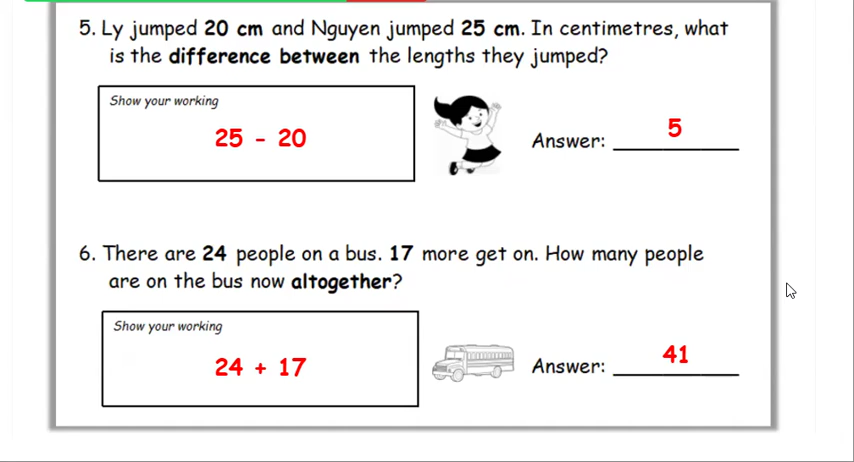 5. Ly jumped 20 cm and Nguyen jumped 25 cm. In centimetres, what
is the difference between the lengths they jumped?
Show your working
25 - 20
Answer: __________ 5
6. There are 24 people on a bus. 17 more get on. How many people
are on the bus now altogether?
Show your working
24 + 17
Answer: __________ 41